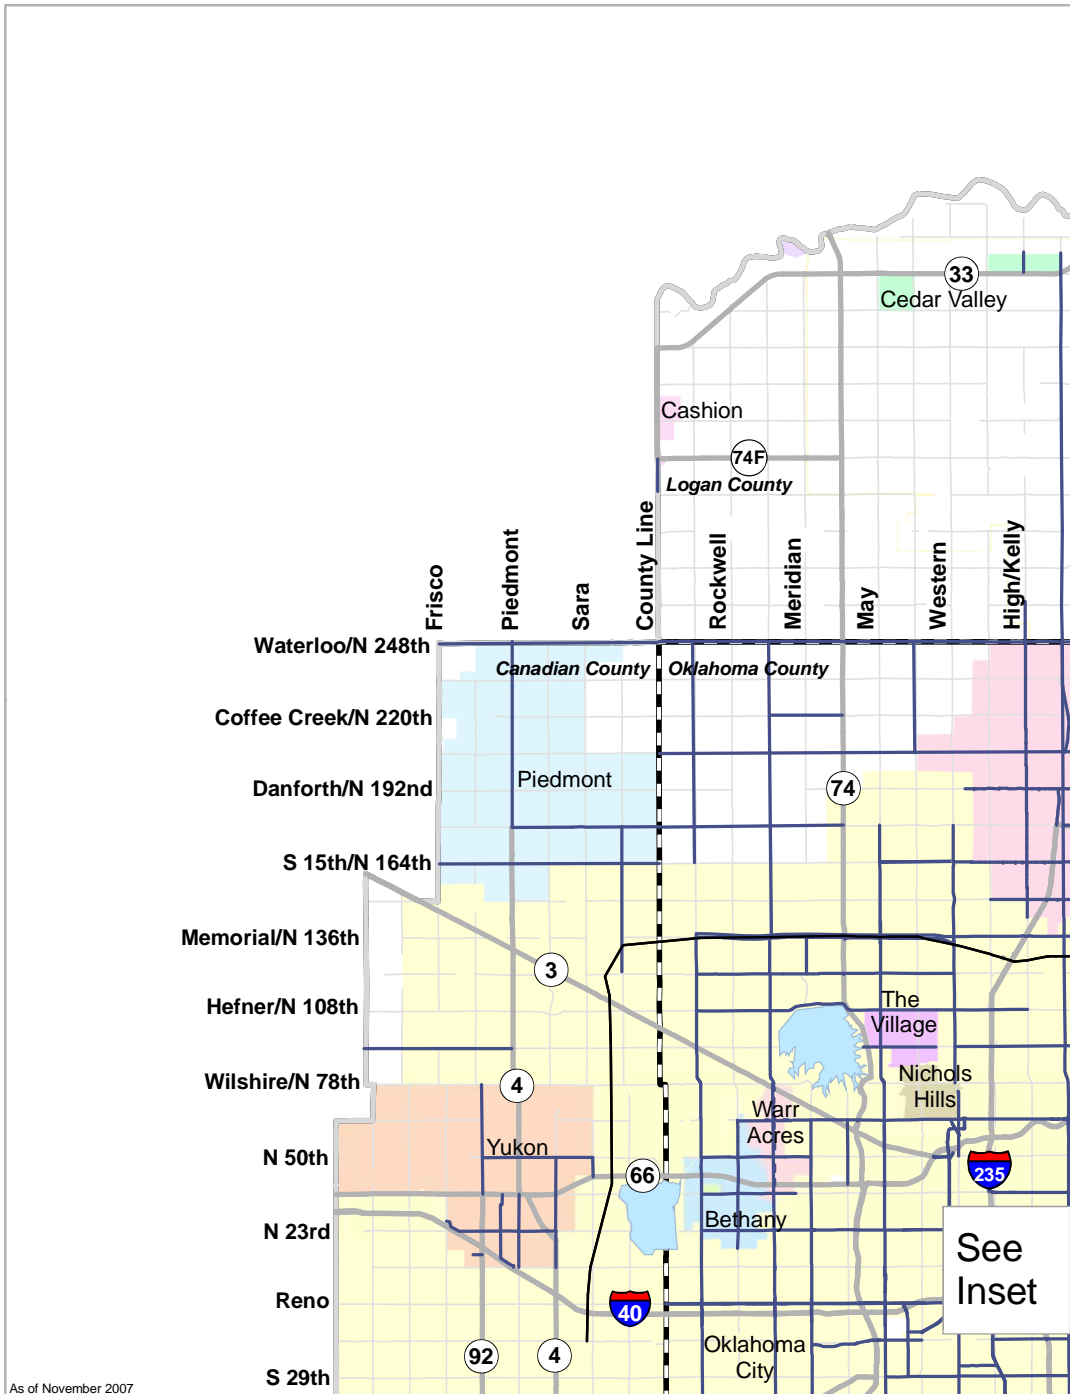 33
Cedar Valley
Cashion
74F
Logan County
Frisco
Piedmont
Sara
County Line
Rockwell
Meridian
May
Western
High/Kelly
Waterloo/N 248th
Canadian County
Oklahoma County
Coffee Creek/N 220th
Danforth/N 192nd
Piedmont
74
S 15th/N 164th
Memorial/N 136th
3
Hefner/N 108th
The
Village
Wilshire/N 78th
4
Nichols
Hills
Warr
Acres
N 50th
Yukon
66
235
N 23rd
Bethany
See
Inset
Reno
40
Oklahoma
City
92
4
S 29th
As of November 2007